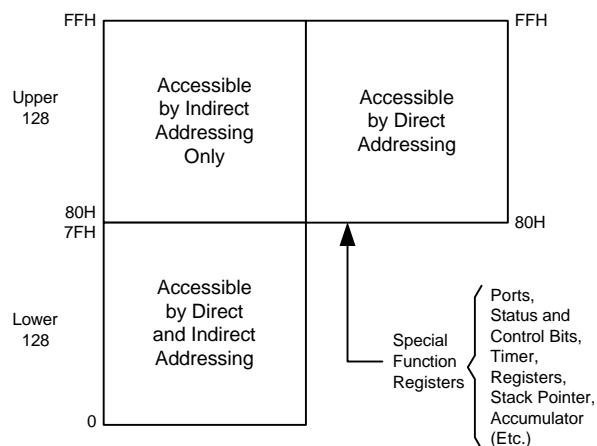 FFH
FFH
Upper
128
Accessible
by Indirect
Addressing
Only
Accessible
by Direct
Addressing
80H
7FH
80H
Lower
128
Accessible
by Direct
and Indirect
Addressing
0
Special
Function
Registers
Ports,
Status and
Control Bits,
Timer,
Registers,
Stack Pointer,
Accumulator
(Etc.)